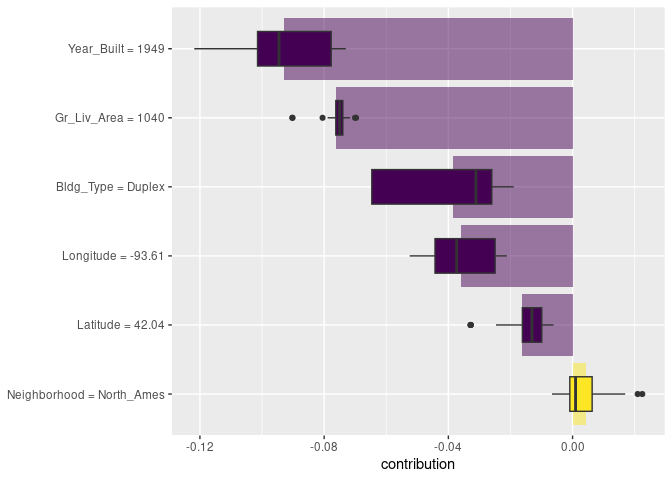 Year_Built = 1949
Gr_Liv_Area = 1040
Bldg_Type = Duplex
Longitude = -93.61
Latitude = 42.04
Neighborhood = North_Ames
-0.12 -0.08 -0.04 0.00
contribution